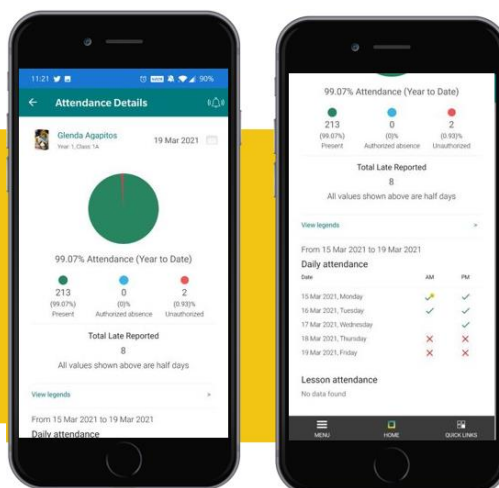 11:21
90%
Attendance Details
Glenda Agapitos
Year 1, Class 1A
19 Mar 2021
99.07% Attendance (Year to Date)
213 0 2
(99.07%) (0)% (0.93)%
Present Authorized absence Unauthorized
Total Late Reported
8
All values shown above are half days
View legends >
From 15 Mar 2021 to 19 Mar 2021
Daily attendance
99.07% Attendance (Year to Date)
213 0 2
(99.07%) (0)% (0.93)%
Present Authorized absence Unauthorized
Total Late Reported
8
All values shown above are half days
View legends >
From 15 Mar 2021 to 19 Mar 2021
Daily attendance
Date AM PM
15 Mar 2021, Monday
16 Mar 2021, Tuesday
17 Mar 2021, Wednesday
18 Mar 2021, Thursday
19 Mar 2021, Friday
Lesson attendance
No data found
MENU HOME QUICK LINKS